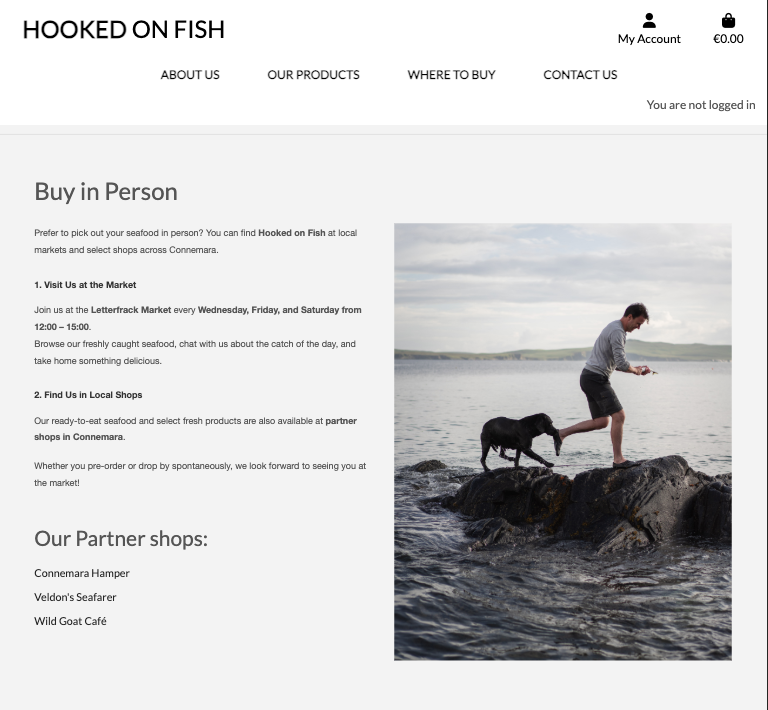 HOOKED ON FISH
My Account
€0.00
ABOUT US
OUR PRODUCTS
WHERE TO BUY
CONTACT US
You are not logged in
Buy in Person
Prefer to pick out your seafood in person? You can find Hooked on Fish at local
markets and select shops across Connemara.
1. Visit Us at the Market
Join us at the Letterfrack Market every Wednesday, Friday, and Saturday from
12:00 – 15:00.
Browse our freshly caught seafood, chat with us about the catch of the day, and
take home something delicious.
2. Find Us in Local Shops
Our ready-to-eat seafood and select fresh products are also available at partner
shops in Connemara.
Whether you pre-order or drop by spontaneously, we look forward to seeing you at
the market!
Our Partner shops:
Connemara Hamper
Veldon's Seafarer
Wild Goat Café